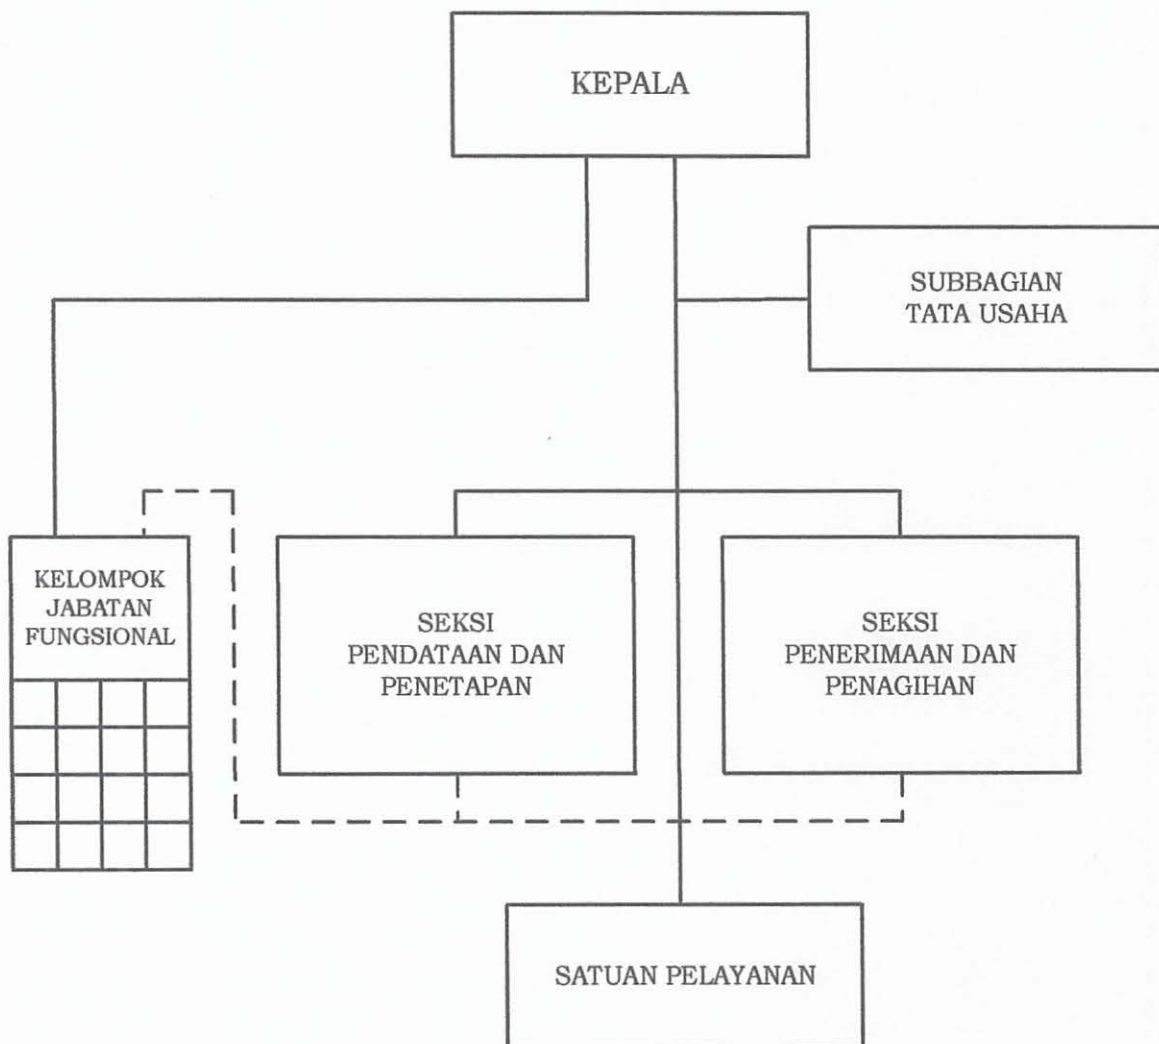 KEPALA
SUBBAGIAN
TATA USAHA
KELOMPOK
JABATAN
FUNGSIONAL
SEKSI
PENDATAAN DAN
PENETAPAN
SEKSI
PENERIMAAN DAN
PENAGIHAN
SATUAN PELAYANAN